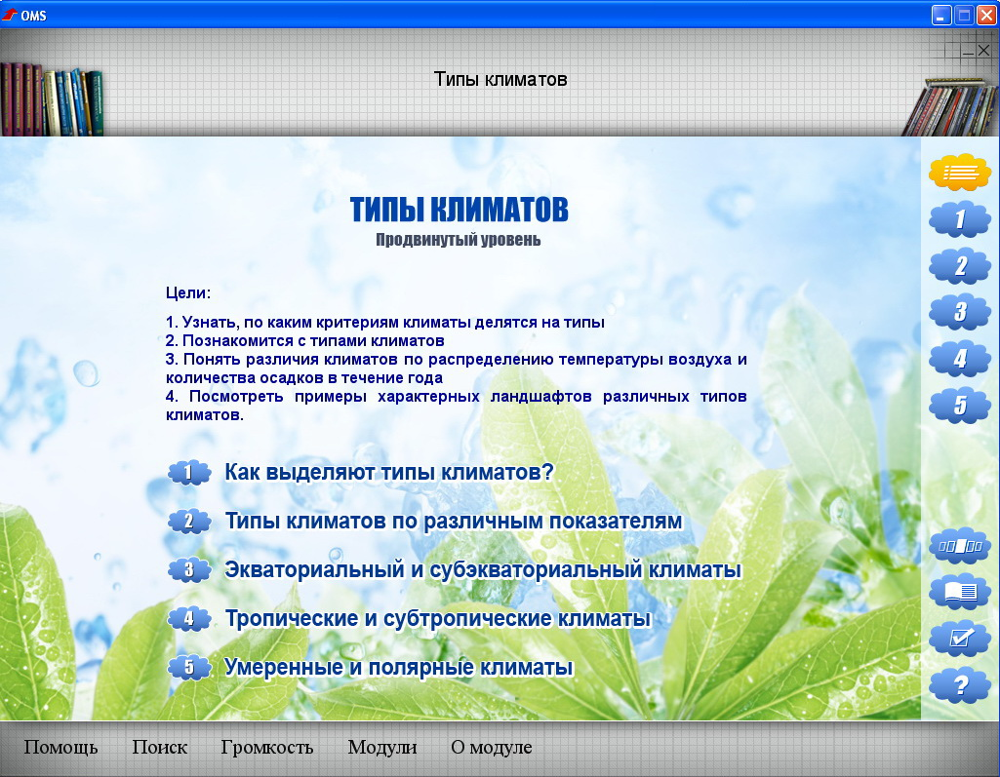 OMS
Типы климатов
ТИПЫ КЛИМАТОВ
Продвинутый уровень
Цели:
1. Узнать, по каким критериям климаты делятся на типы
2. Познакомится с типами климатов
3. Понять различия климатов по распределению температуры воздуха и
количества осадков в течение года
4. Посмотреть примеры характерных ландшафтов различных типов
климатов.
1 Как выделяют типы климатов?
2 Типы климатов по различным показателям
3 Экваториальный и субэкваториальный климаты
4 Тропические и субтропические климаты
5 Умеренные и полярные климаты
1
2
3
4
5
?
Помощь Поиск Громкость Модули О модуле